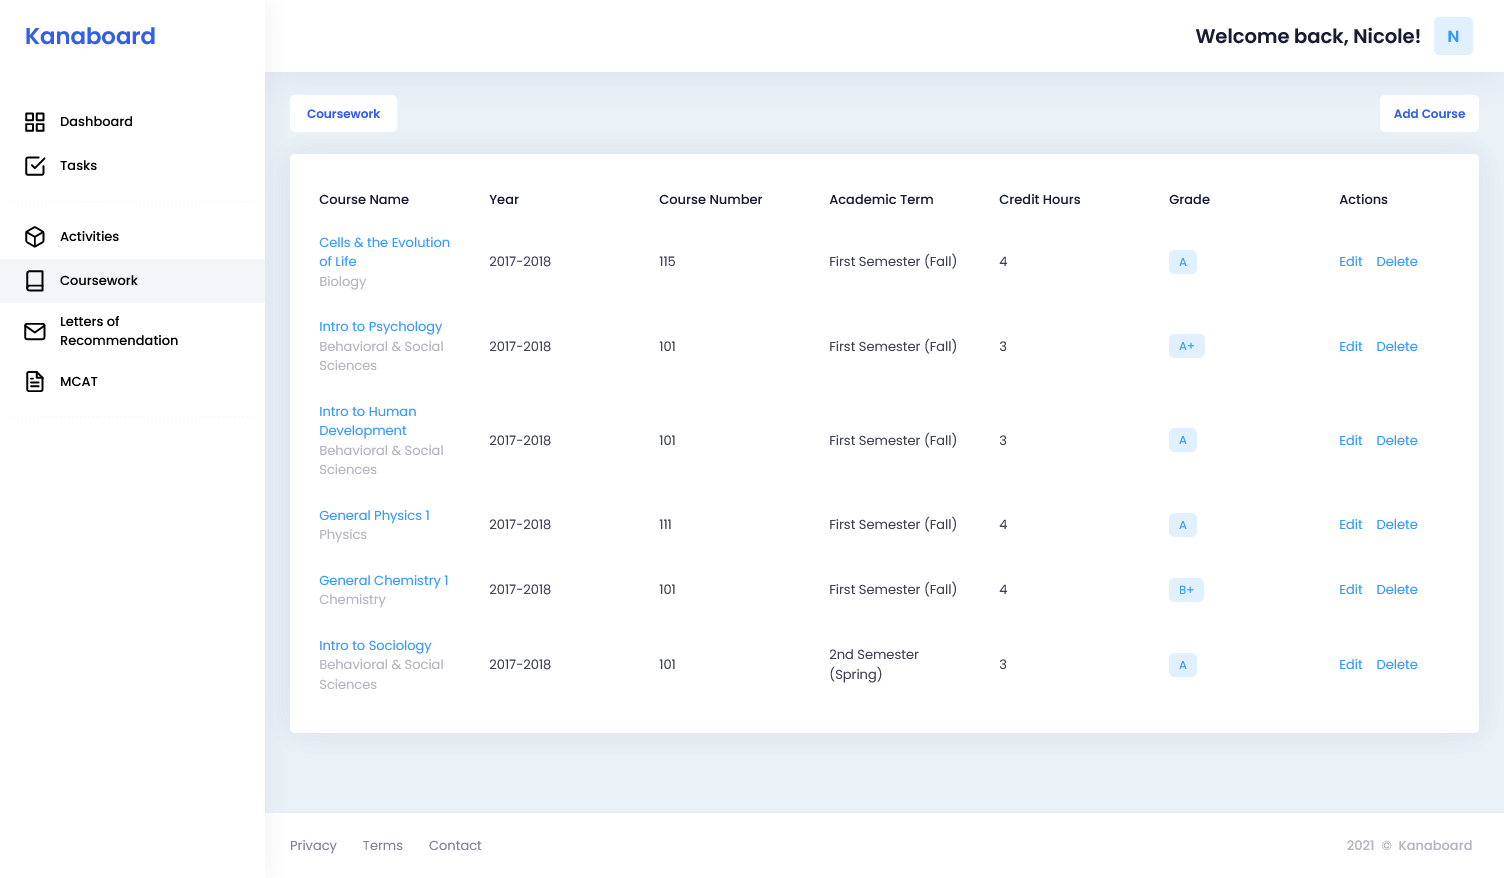 Kanaboard
Welcome back, Nicole!
N
Dashboard
Tasks
Activities
Coursework
Letters of
Recommendation
MCAT
Coursework
Add Course
Course Name Year Course Number Academic Term Credit Hours Grade Actions
Cells & the Evolution
of Life
Biology
2017-2018 115 First Semester (Fall) 4 A Edit Delete
Intro to Psychology
Behavioral & Social
Sciences
2017-2018 101 First Semester (Fall) 3 A+ Edit Delete
Intro to Human
Development
Behavioral & Social
Sciences
2017-2018 101 First Semester (Fall) 3 A Edit Delete
General Physics 1
Physics
2017-2018 111 First Semester (Fall) 4 A Edit Delete
General Chemistry 1
Chemistry
2017-2018 101 First Semester (Fall) 4 B+ Edit Delete
Intro to Sociology
Behavioral & Social
Sciences
2017-2018 101
2nd Semester
(Spring)
3 A Edit Delete
Privacy Terms Contact
2021 © Kanaboard